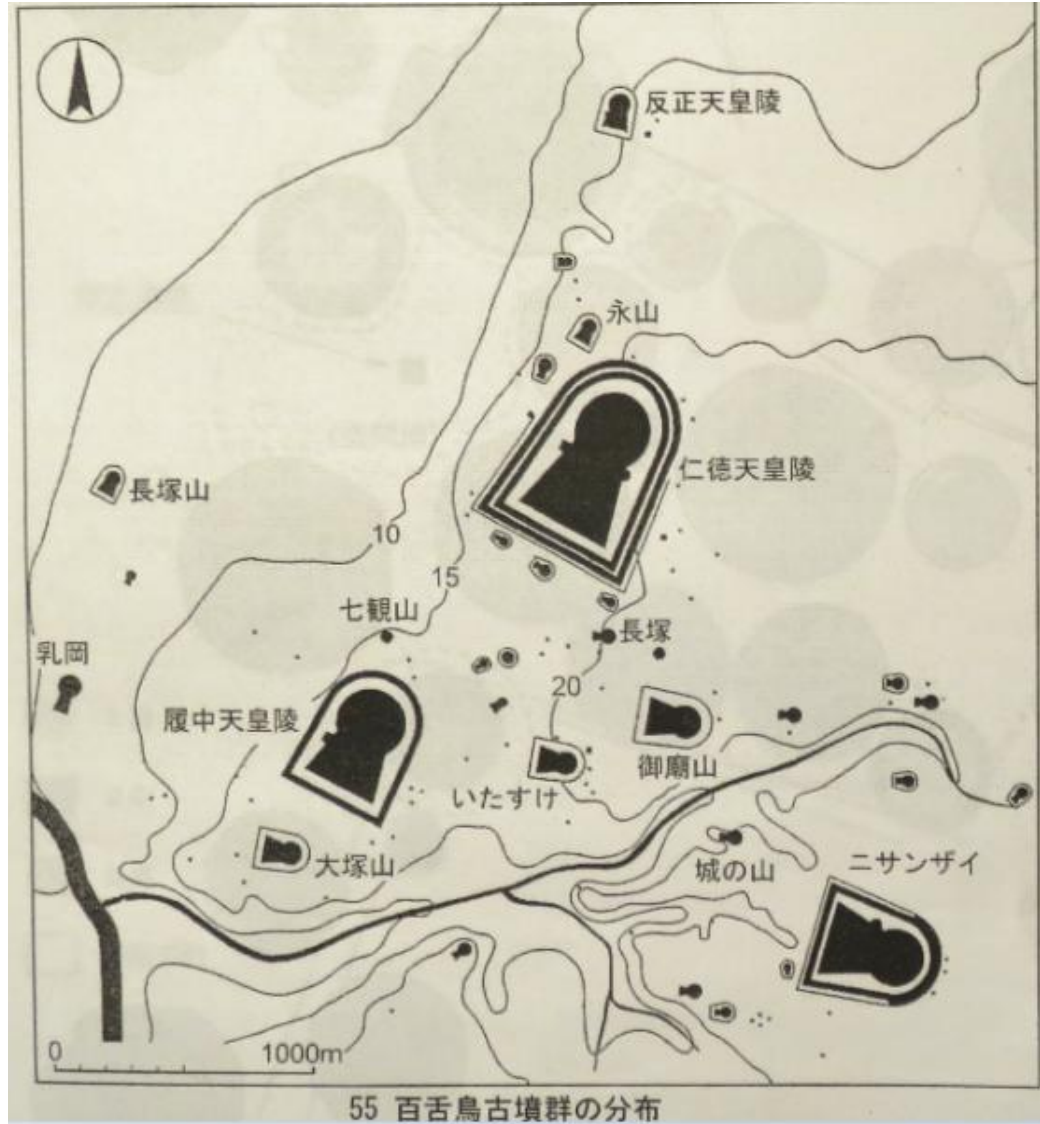 反正天皇陵
永山
仁徳天皇陵
長塚山
10
15
七観山
長塚
乳岡
20
履中天皇陵
御廟山
いたすけ
大塚山
城の山
ニサンザイ
0
1000m
55 百舌鳥古墳群の分布